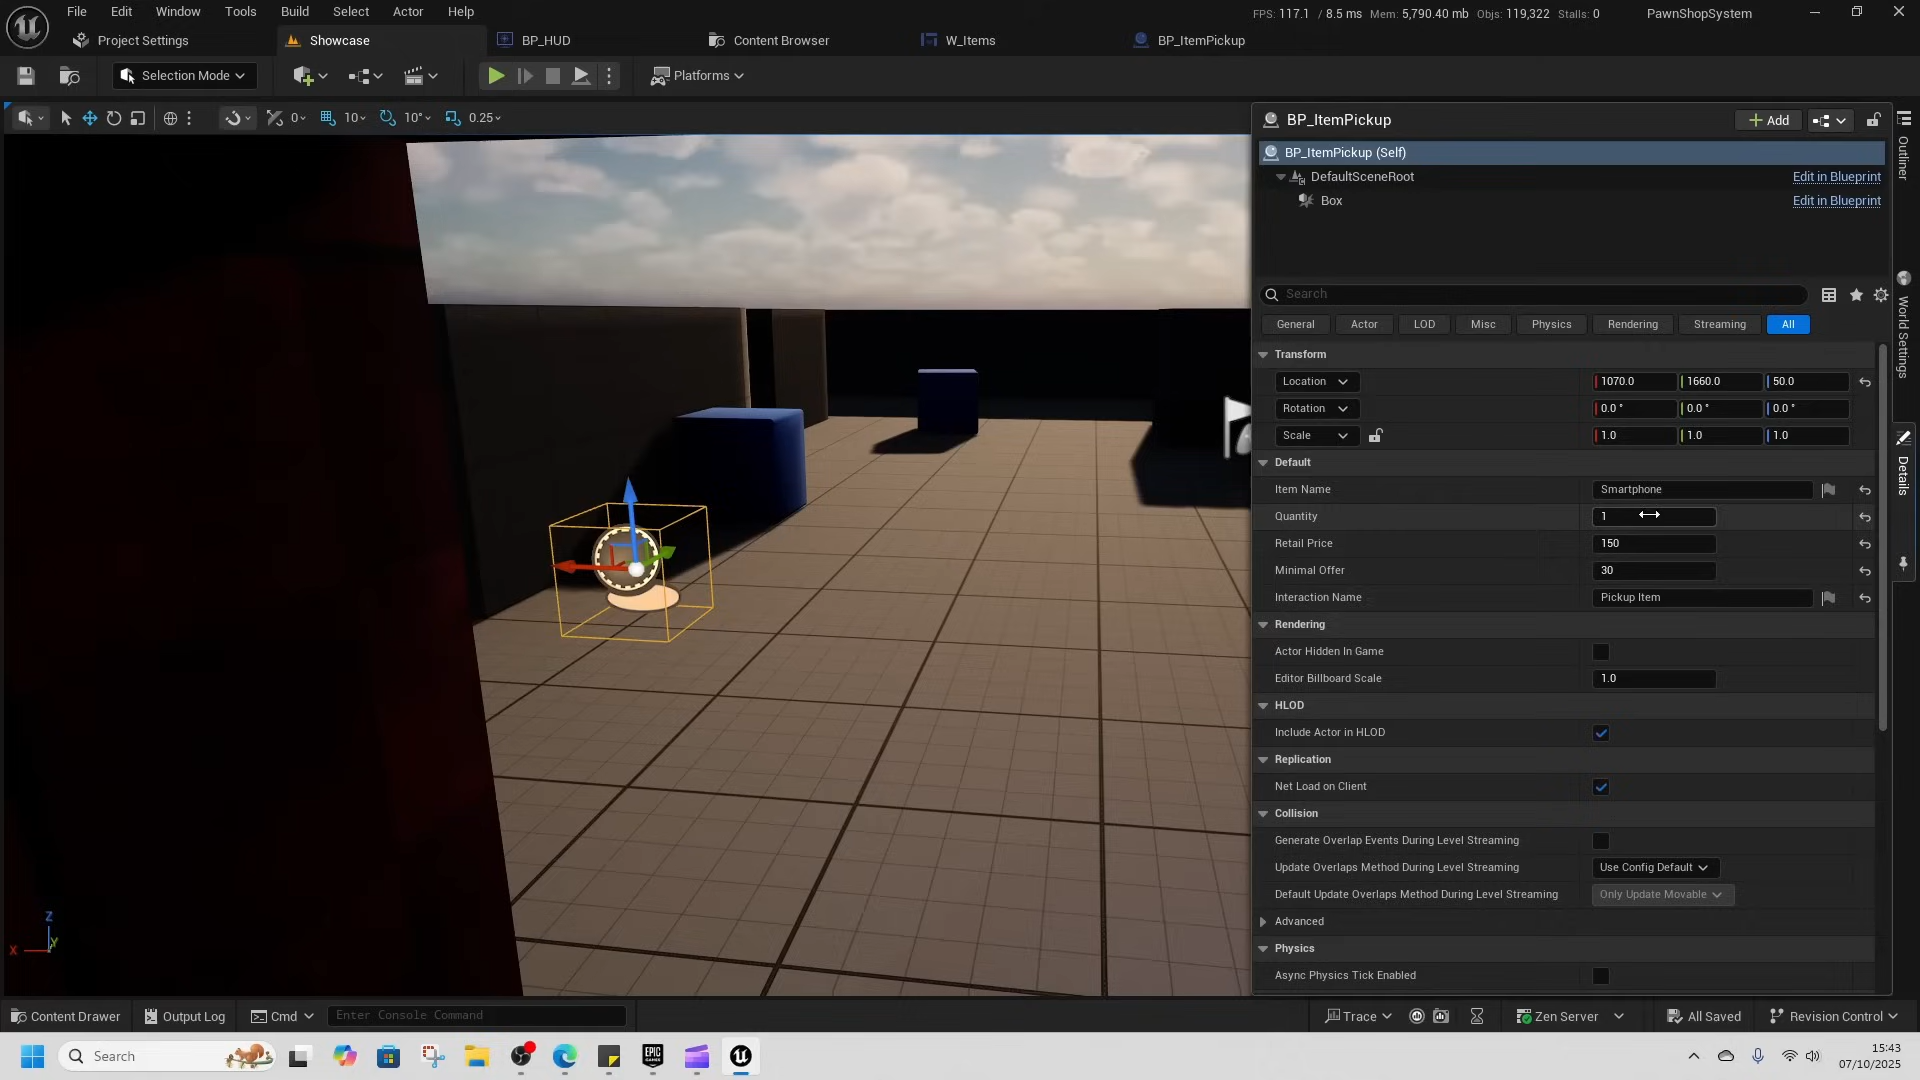 File Edit Window Tools Build Select Actor Help
FPS: 117.1 / 8.5 ms Mem: 5,790.40 mb Objs: 119,322 Stalls: 0 PawnShopSystem
Project Settings Showcase BP_HUD Content Browser W_Items BP_ItemPickup
Selection Mode Platforms
0 10 10° 0.25
BP_ItemPickup Add
BP_ItemPickup (Self)
DefaultSceneRoot Edit in Blueprint
Box Edit in Blueprint
Search
General Actor LOD Misc Physics Rendering Streaming All
Transform
Location 1070.0 1660.0 50.0
Rotation 0.0 ° 0.0 ° 0.0 °
Scale 1.0 1.0 1.0
Default
Item Name Smartphone
Quantity 1
Retail Price 150
Minimal Offer 30
Interaction Name Pickup Item
Rendering
Actor Hidden In Game
Editor Billboard Scale 1.0
HLOD
Include Actor in HLOD
Replication
Net Load on Client
Collision
Generate Overlap Events During Level Streaming
Update Overlaps Method During Level Streaming Use Config Default
Default Update Overlaps Method During Level Streaming Only Update Movable
Advanced
Physics
Async Physics Tick Enabled
Outliner
World Settings
Details
Z
X Y
Content Drawer Output Log Cmd Enter Console Command Trace Zen Server All Saved Revision Control
Search EPIC GAMES 15:43
07/10/2025